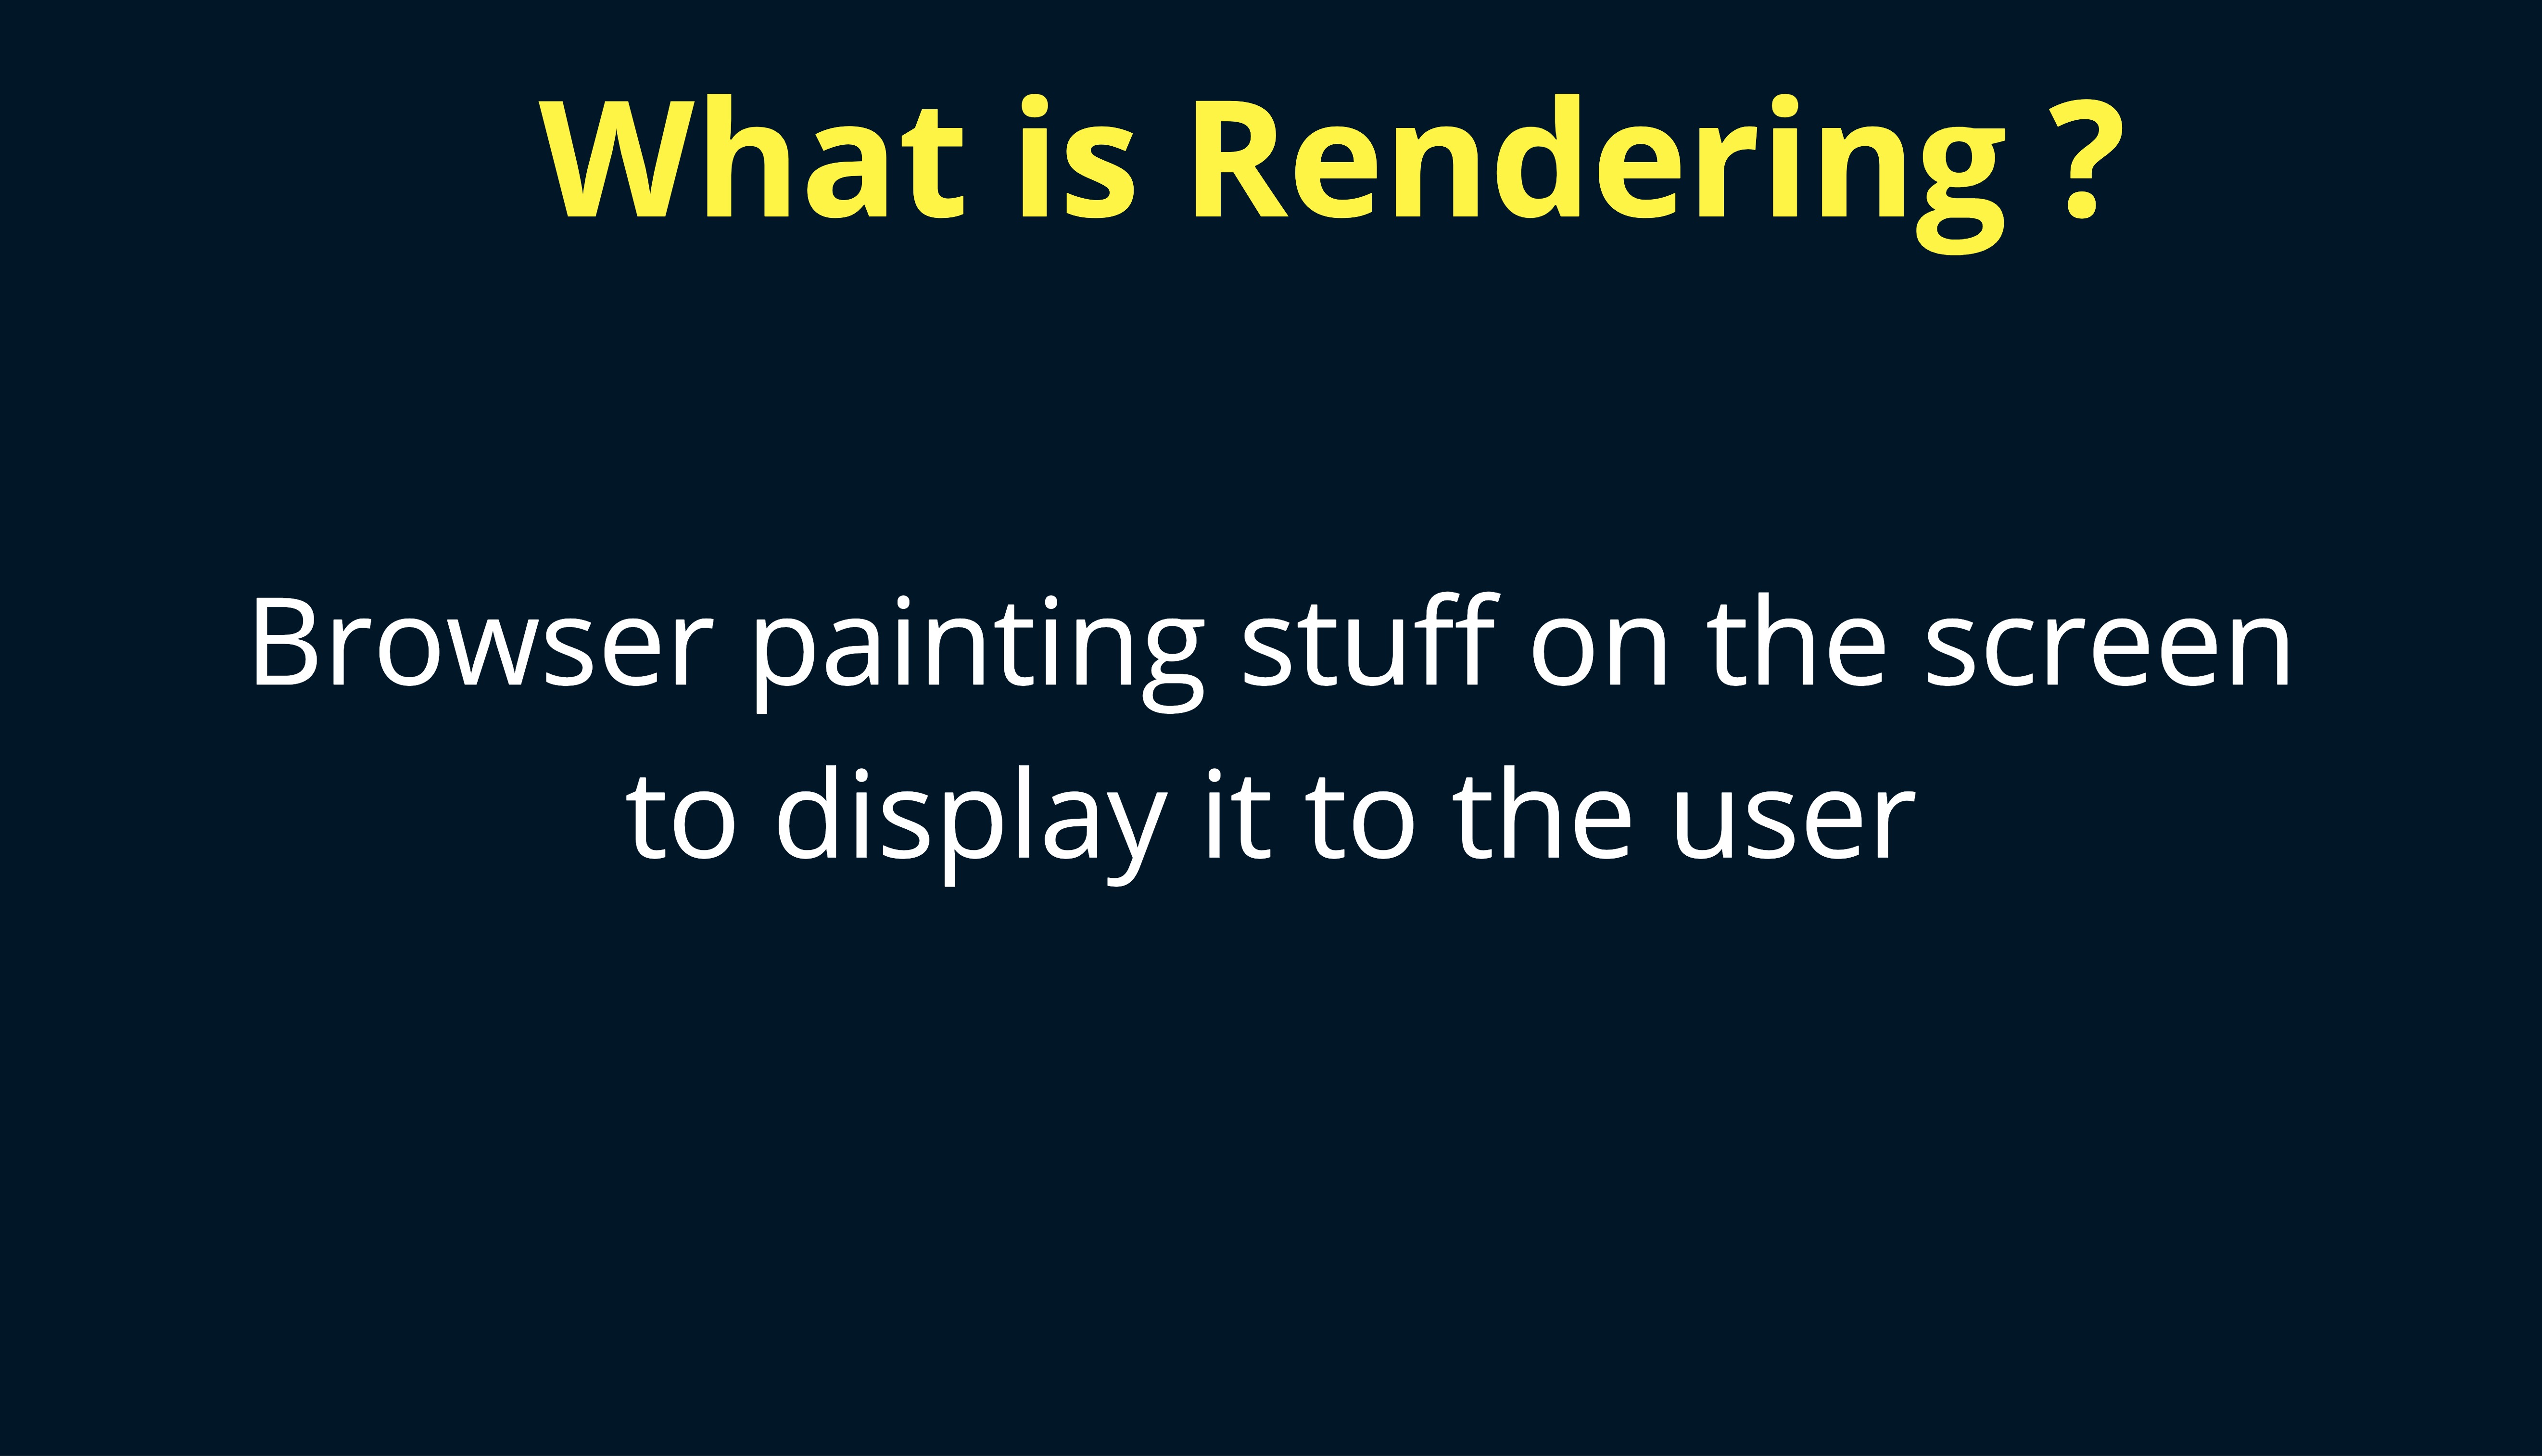 What is Rendering ?
Browser painting stuff on the screen
to display it to the user